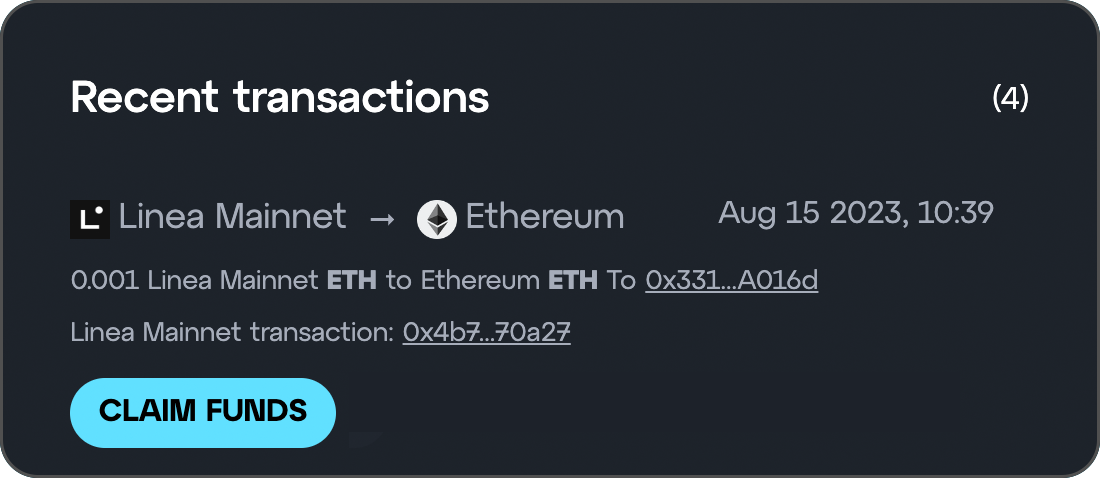 Recent transactions (4)
L Linea Mainnet → Ethereum Aug 15 2023, 10:39
0.001 Linea Mainnet ETH to Ethereum ETH To 0x331...A016d
Linea Mainnet transaction: 0x4b7...70a27
CLAIM FUNDS